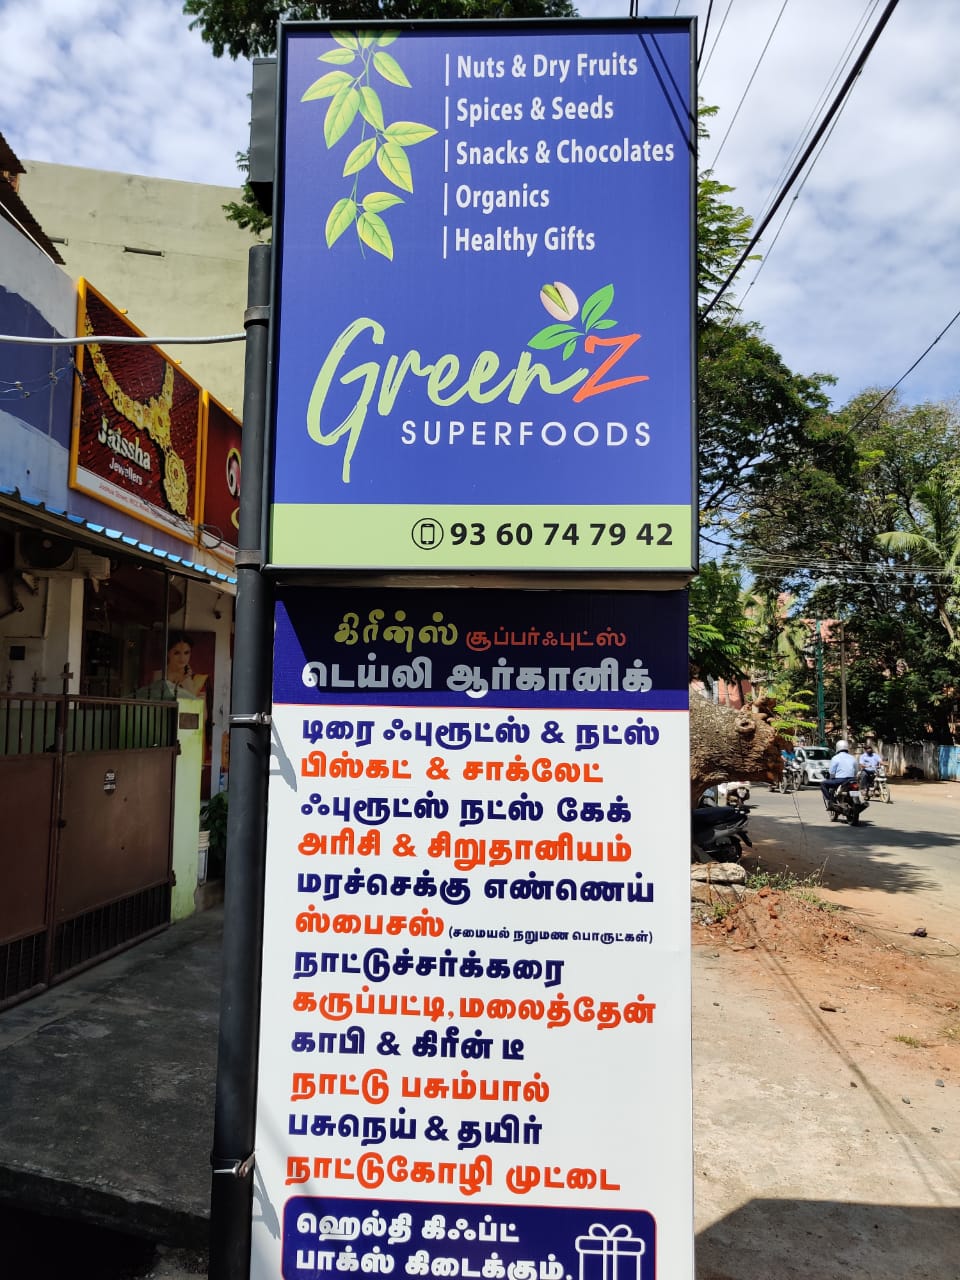 | Nuts & Dry Fruits
| Spices & Seeds
| Snacks & Chocolates
| Organics
| Healthy Gifts
Greenz
SUPERFOODS
93 60 74 79 42
கிரீன்ஸ் சூப்பர்ஃபுட்ஸ்
டெய்லி ஆர்கானிக்
டிரை ஃபுரூட்ஸ் & நட்ஸ்
பிஸ்கட் & சாக்லேட்
ஃபுரூட்ஸ் நட்ஸ் கேக்
அரிசி & சிறுதானியம்
மரச்செக்கு எண்ணெய்
ஸ்பைசஸ் (சமையல் நறுமண பொருட்கள்)
நாட்டுச்சர்க்கரை
கருப்பட்டி,மலைத்தேன்
காபி & கிரீன் டீ
நாட்டு பசும்பால்
பசுநெய் & தயிர்
நாட்டுகோழி முட்டை
ஹெல்தி கிஃப்ட்
பாக்ஸ் கிடைக்கும்.
Jaissha
Jewellers